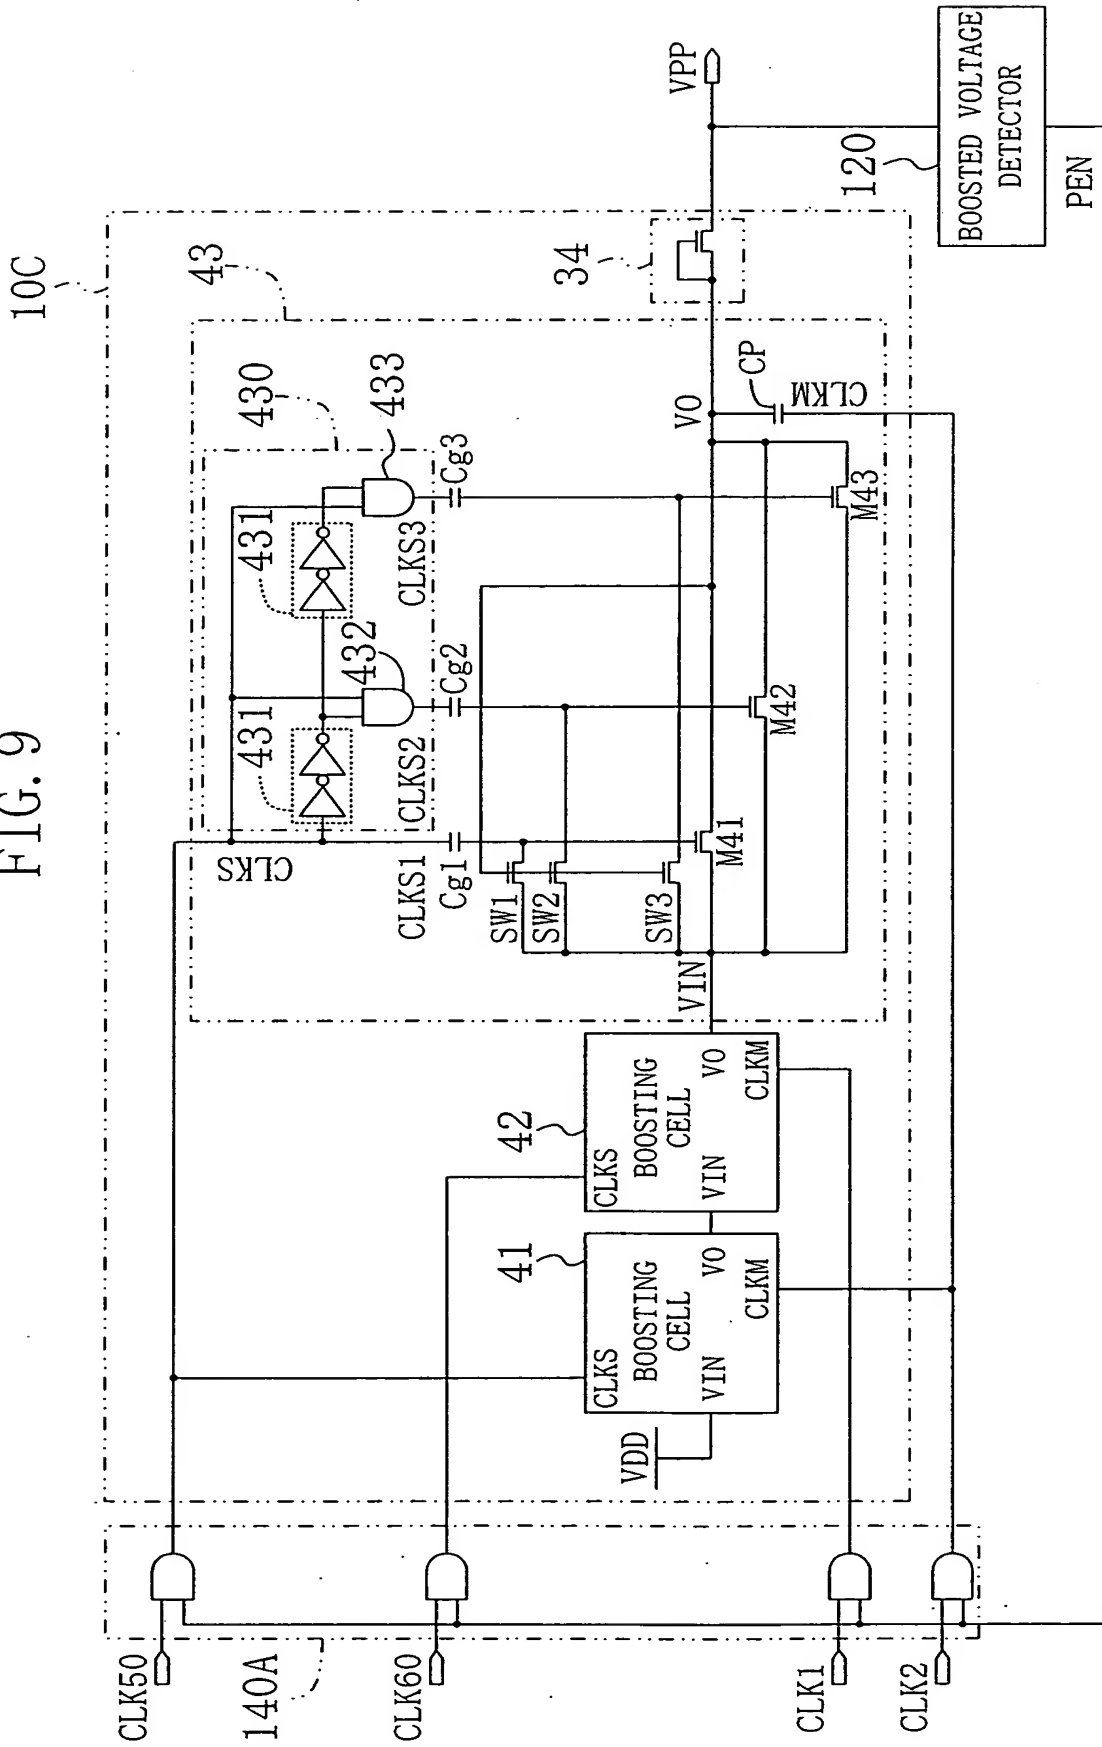 FIG. 9
10C
43
430
431
431
432
433
CLKS
CLKS1
CLKS2
CLKS3
Cg1
Cg2
Cg3
SW1
SW2
SW3
M41
M42
M43
VIN
VO
CP
CLKM
34
VPP
120
BOOSTED VOLTAGE
DETECTOR
PEN
41
CLKS
BOOSTING
CELL
VIN
VO
CLKM
42
CLKS
BOOSTING
CELL
VIN
VO
CLKM
VDD
CLK50
140A
CLK60
CLK1
CLK2